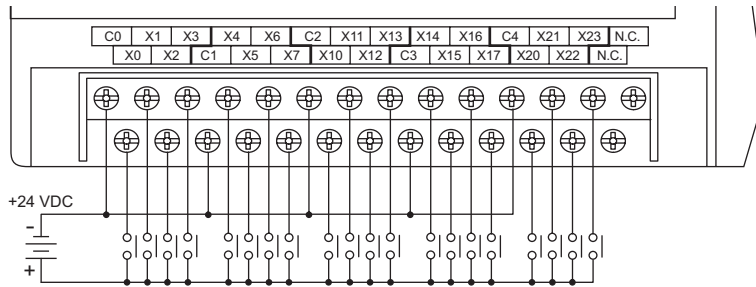 C0 X1 X3 X4 X6 C2 X11 X13 X14 X16 C4 X21 X23 N.C.
X0 X2 C1 X5 X7 X10 X12 C3 X15 X17 X20 X22 N.C.
+24 VDC
-
+